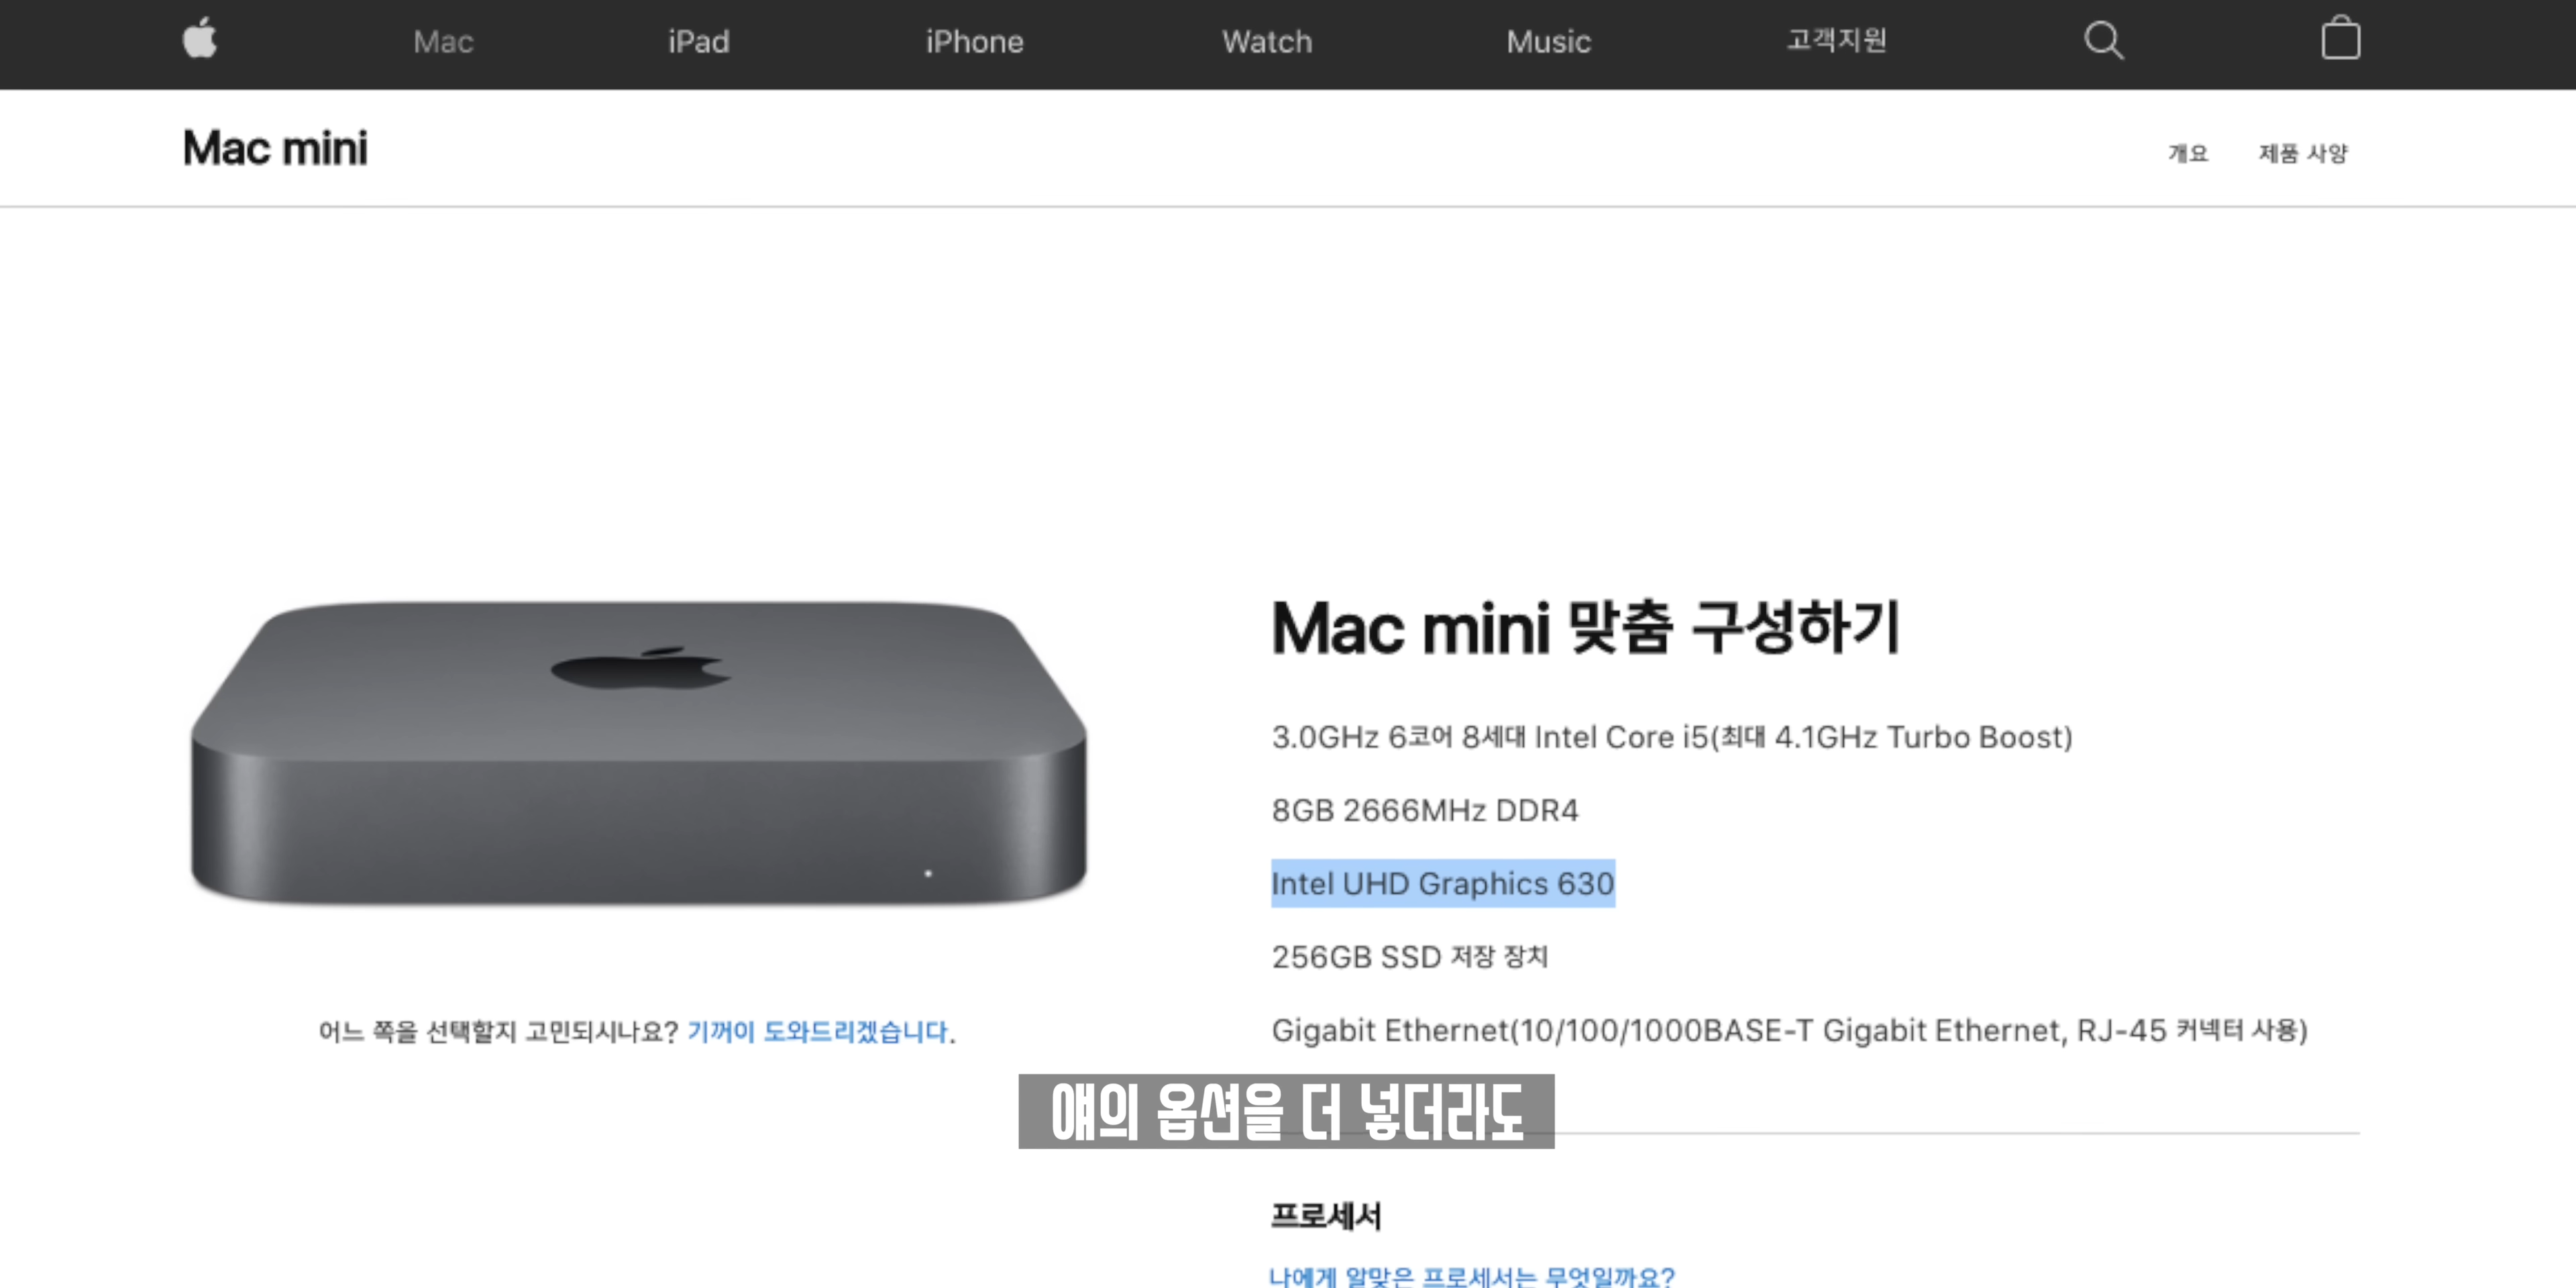 Mac iPad iPhone Watch Music 고객지원
Mac mini
개요 제품 사양
Mac mini 맞춤 구성하기
3.0GHz 6코어 8세대 Intel Core i5(최대 4.1GHz Turbo Boost)
8GB 2666MHz DDR4
Intel UHD Graphics 630
256GB SSD 저장 장치
Gigabit Ethernet(10/100/1000BASE-T Gigabit Ethernet, RJ-45 커넥터 사용)
어느 쪽을 선택할지 고민되시나요? 기꺼이 도와드리겠습니다.
얘의 옵션을 더 넣더라도
프로세서
나에게 알맞은 프로세서는 무엇일까요?